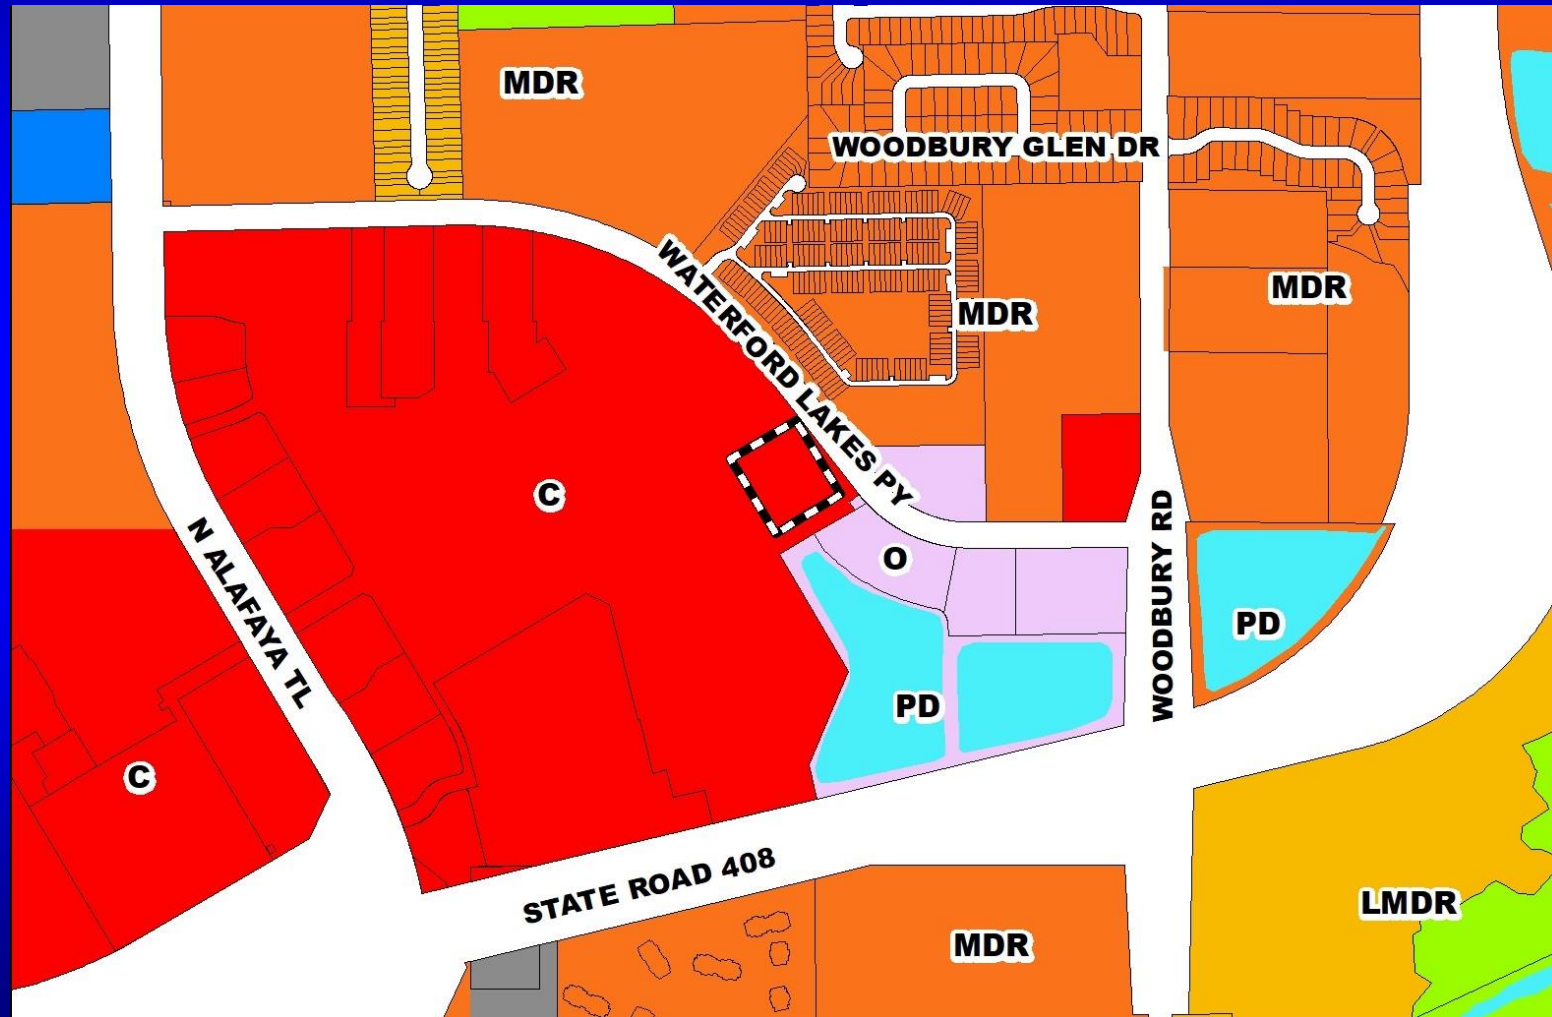 MDR
WOODBURY GLEN DR
WATERFORD LAKES PY
MDR
MDR
C
N ALAFAYA TL
O
WOODBURY RD
PD
PD
C
STATE ROAD 408
LMDR
MDR